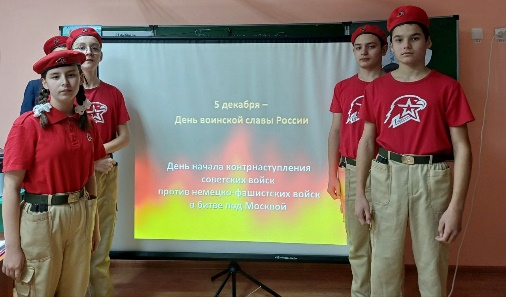 5 декабря –
День воинской славы России
День начала контрнаступления
советских войск
против немецко-фашистских войск
в битве под Москвой